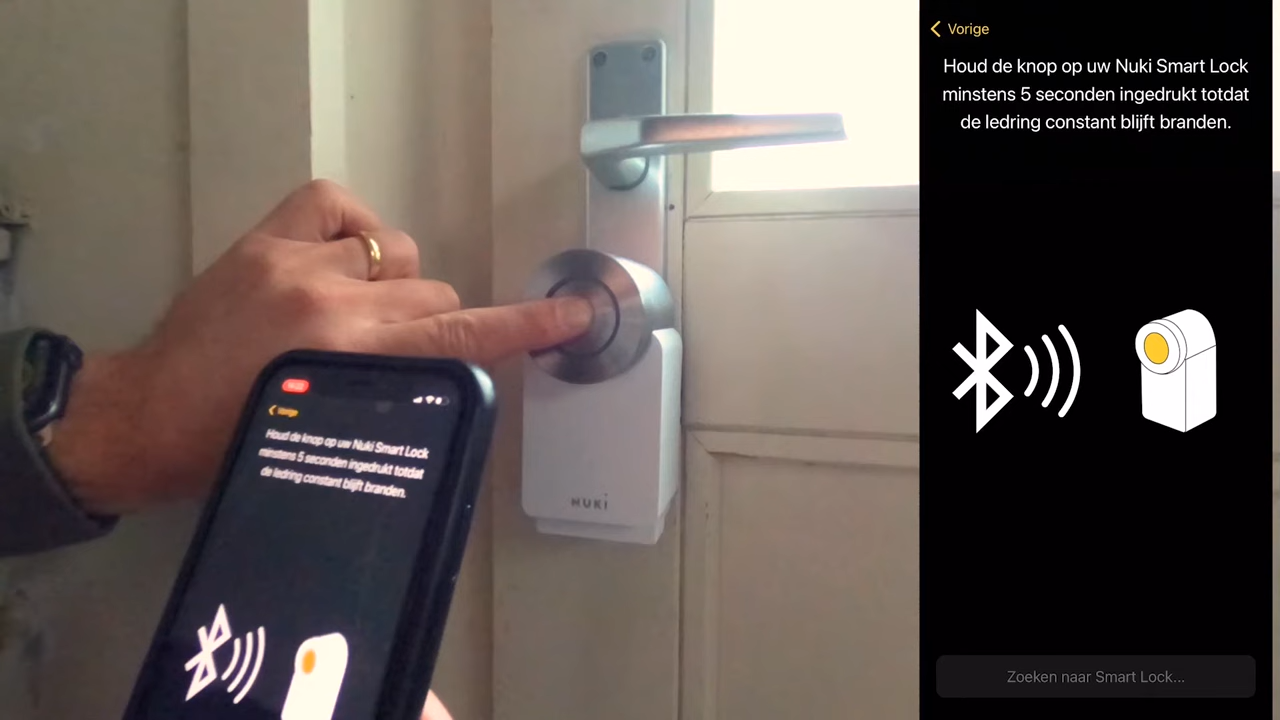 Vorige
Houd de knop op uw Nuki Smart Lock
minstens 5 seconden ingedrukt totdat
de ledring constant blijft branden.
Zoeken naar Smart Lock...
NUKI
Vorige
Houd de knop op uw Nuki Smart Lock
minstens 5 seconden ingedrukt totdat
de ledring constant blijft branden.